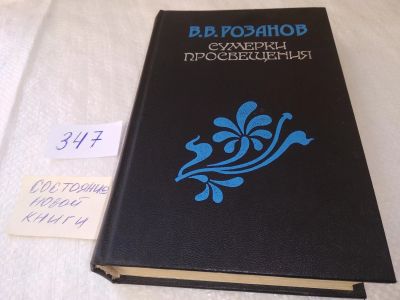 В.В. РОЗАНОВ
СУМЕРКИ
ПРОСВЕЩЕНИЯ
347
СОСТОЯНИЕ
НОВОЙ
КНИГИ